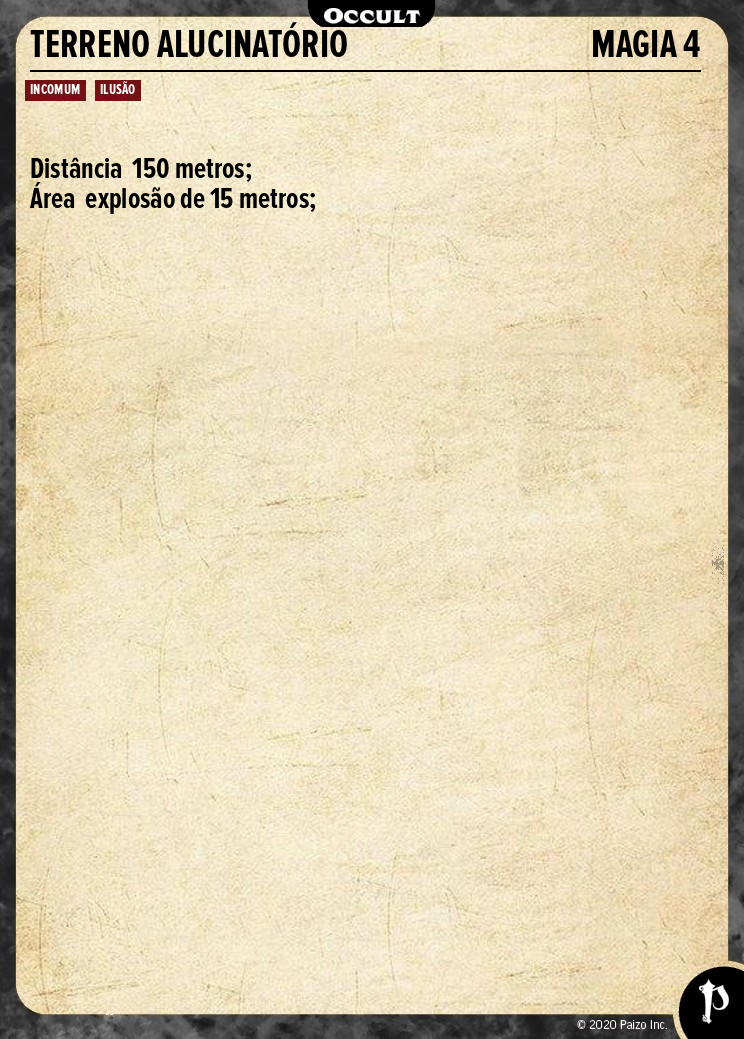 OCCULT
TERRENO ALUCINATÓRIO MAGIA 4
INCOMUM ILUSÃO
Distância 150 metros;
Área explosão de 15 metros;
© 2020 Paizo Inc.